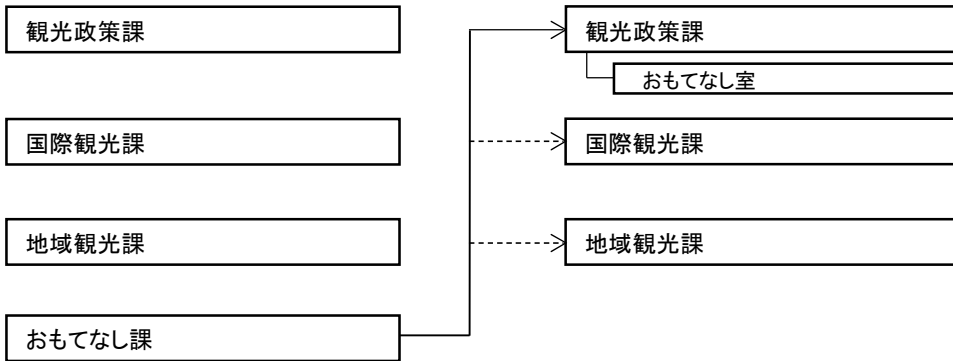 観光政策課
国際観光課
地域観光課
おもてなし課
観光政策課
おもてなし室
国際観光課
地域観光課